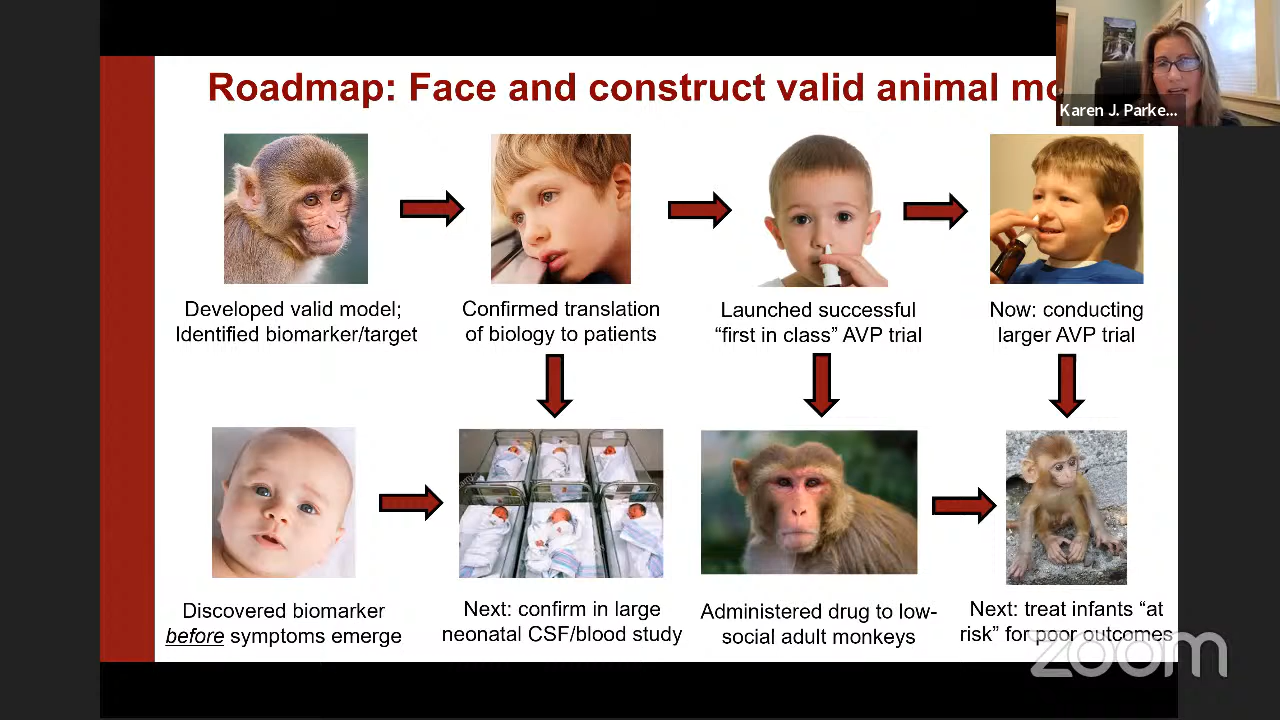 Roadmap: Face and construct valid animal
Karen J. Parke...
Developed valid model;
Identified biomarker/target
Confirmed translation
of biology to patients
Launched successful
“first in class” AVP trial
Now: conducting
larger AVP trial
Discovered biomarker
before symptoms emerge
Next: confirm in large
neonatal CSF/blood study
Administered drug to low-
social adult monkeys
Next: treat infants “at
risk” for poor outcomes
zoom